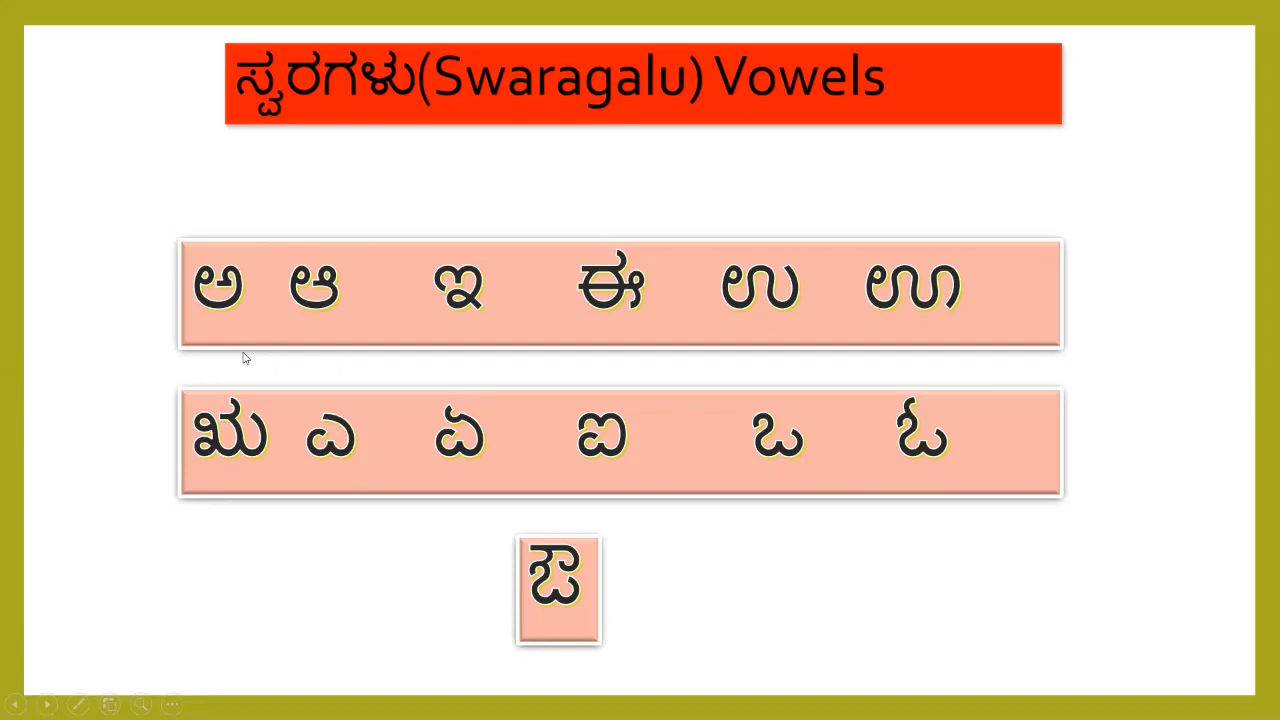 ಸ್ವರಗಳು(Swaragalu) Vowels
ಅ ಆ ಇ ಈ ಉ ಊ
ಋ ಎ ಏ ಐ ಒ ಓ
ಔ